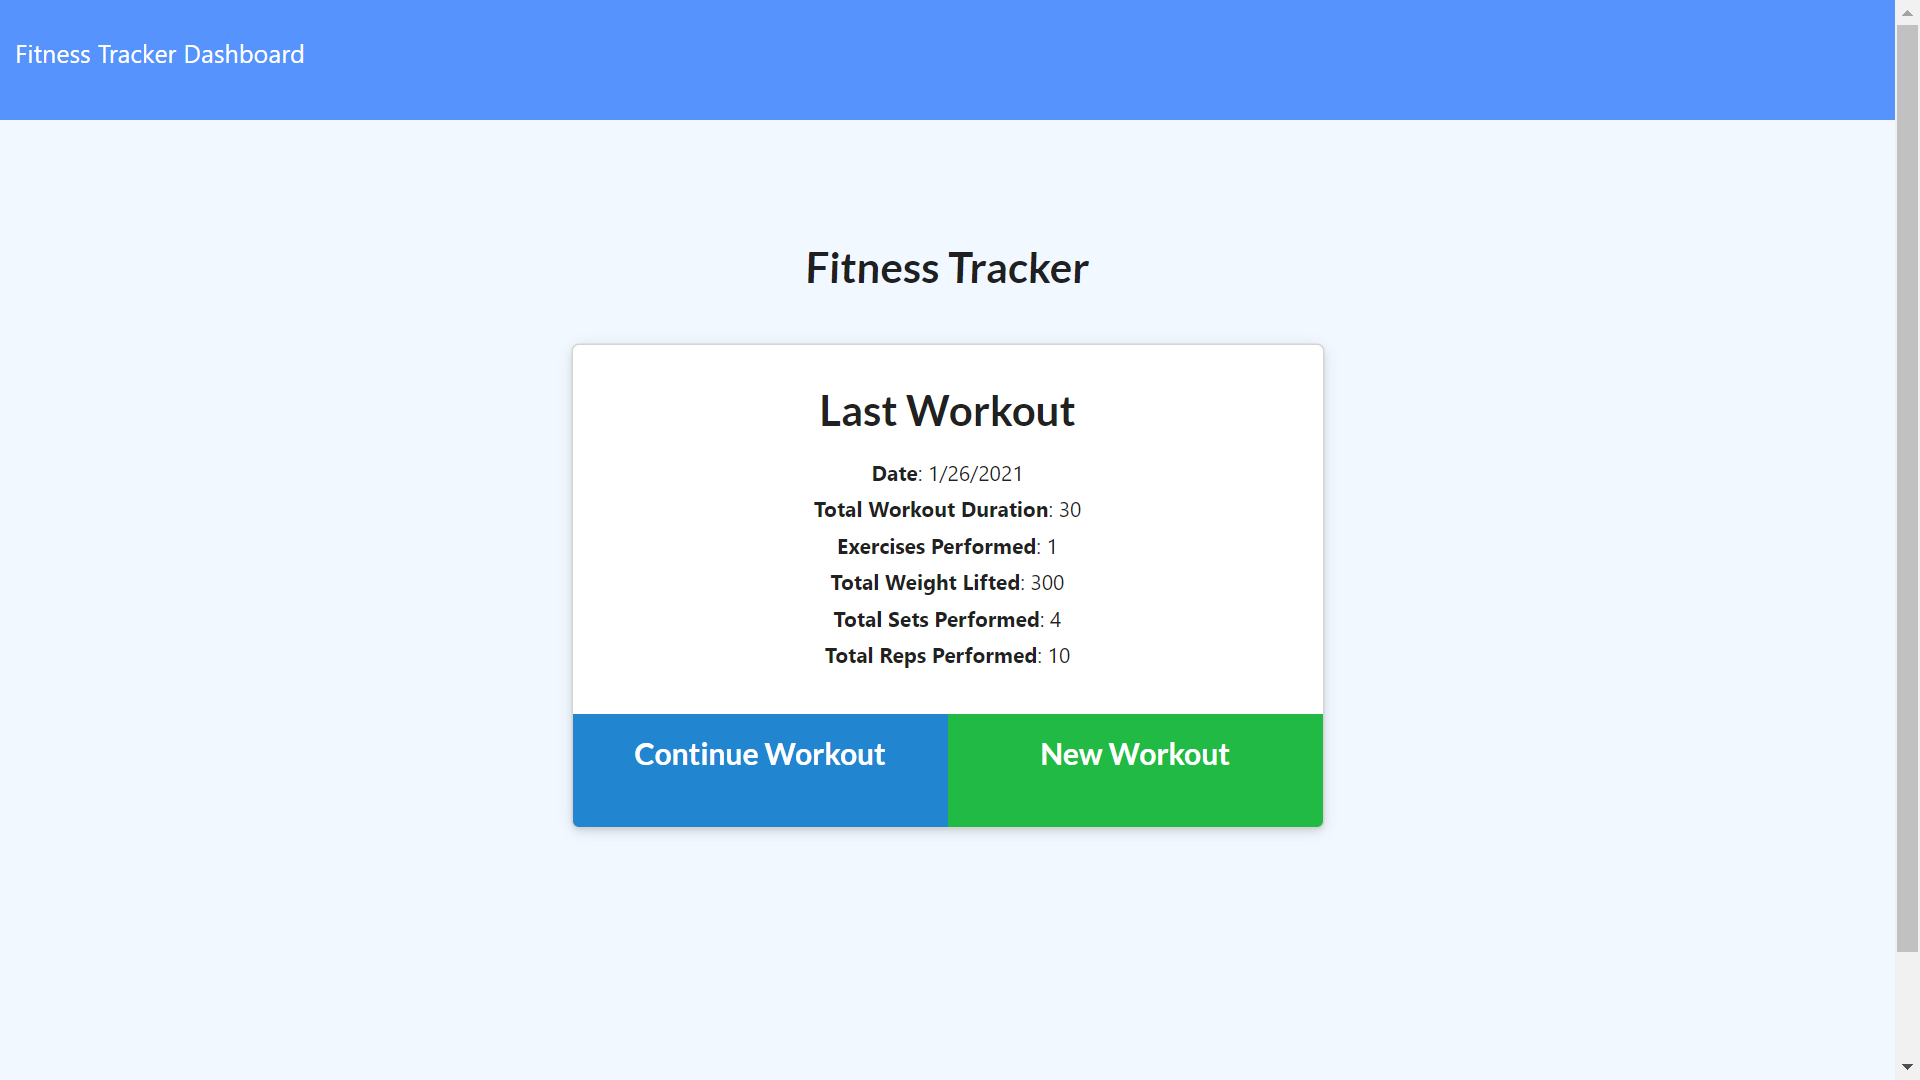 Fitness Tracker Dashboard
Fitness Tracker
Last Workout
Date: 1/26/2021
Total Workout Duration: 30
Exercises Performed: 1
Total Weight Lifted: 300
Total Sets Performed: 4
Total Reps Performed: 10
Continue Workout New Workout